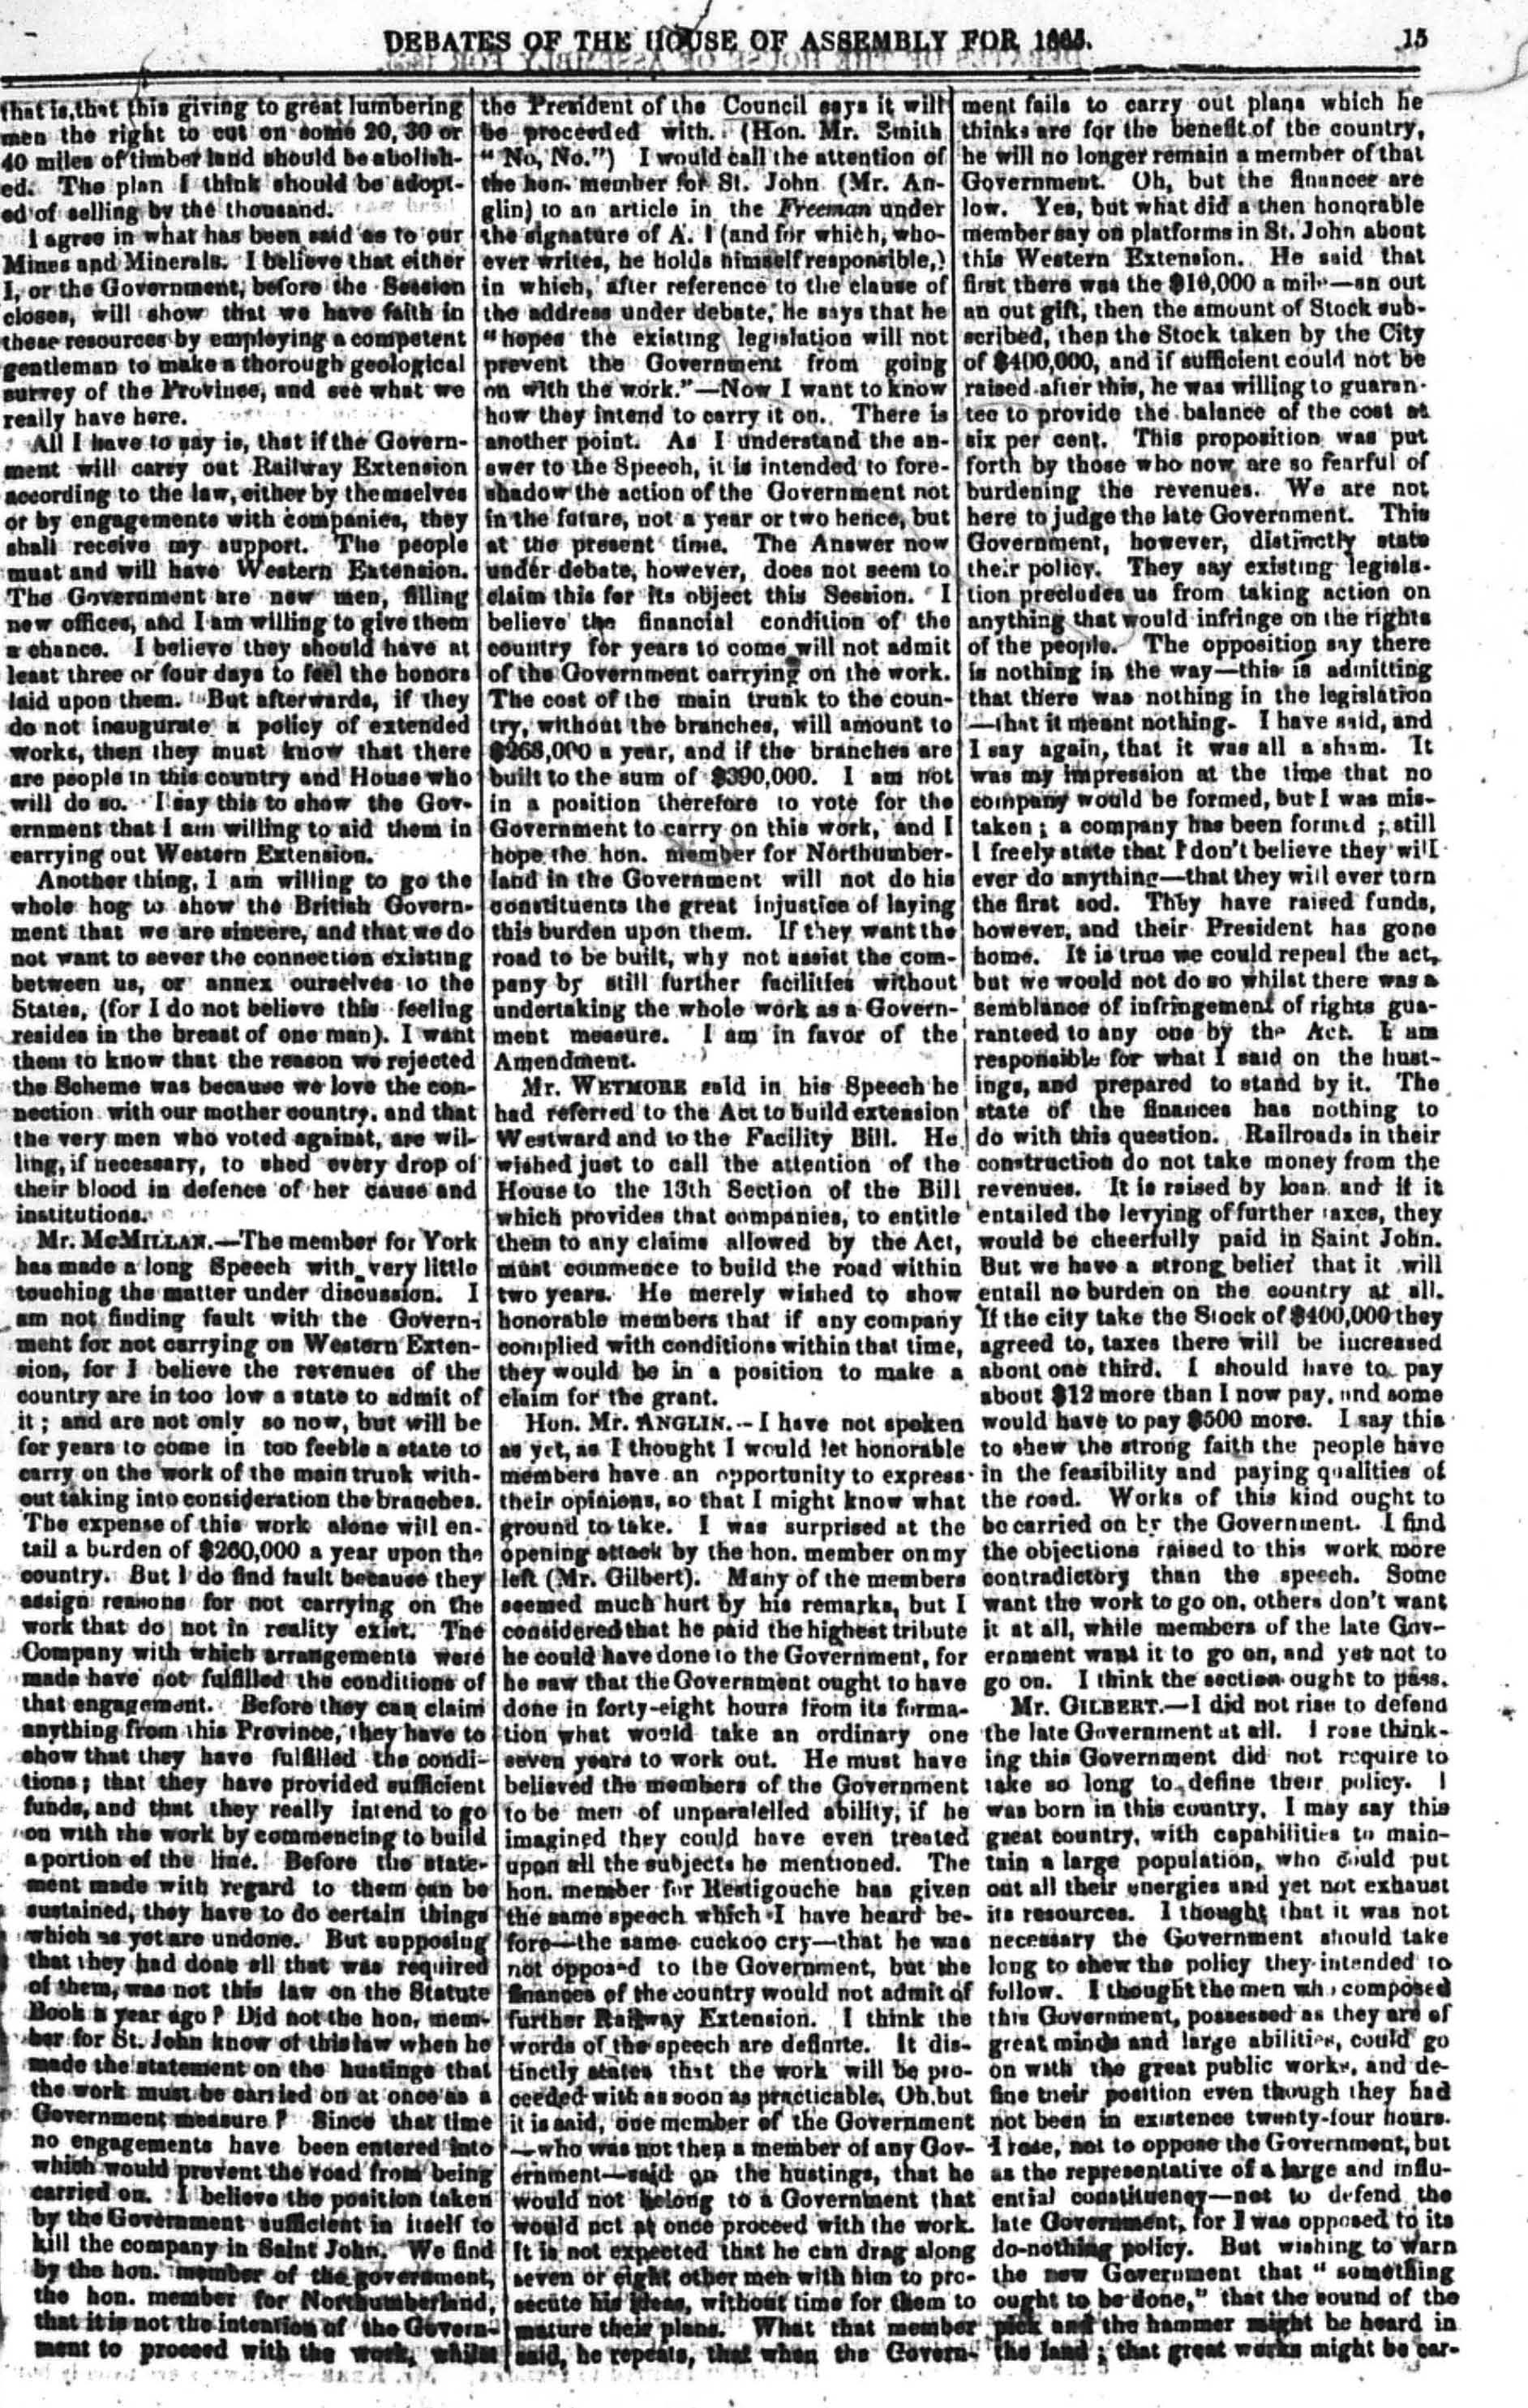 DEBATES OF THE HOUSE OF ASSEMBLY FOR 1865.
15
that is, that this giving to great lumbering
men the right to cut on some 20, 30 or
40 miles of timber land should be abolish-
ed. The plan I think should be adopt-
ed of selling by the thousand.
I agree in what has been said as to our
Mines and Minerals. I believe that either
I, or the Government, before the Session
closes, will show that we have faith in
these resources by employing a competent
gentleman to make a thorough geological
survey of the Province, and see what we
really have here.
All I have to say is, that if the Govern-
ment will carry out Railway Extension
according to the law, either by themselves
or by engagements with companies, they
shall receive my support. The people
must and will have Western Extension.
The Government are new men, filling
new offices, and I am willing to give them
a chance. I believe they should have at
least three or four days to feel the honors
laid upon them. But afterwards, if they
do not inaugurate a policy of extended
works, then they must know that there
are people in this country and House who
will do so. I say this to show the Gov-
ernment that I am willing to aid them in
carrying out Western Extension.
Another thing, I am willing to go the
whole hog to show the British Govern-
ment that we are sincere, and that we do
not want to sever the connection existing
between us, or annex ourselves to the
States, (for I do not believe this feeling
resides in the breast of one man). I want
them to know that the reason we rejected
the Scheme was because we love the con-
nection with our mother country, and that
the very men who voted against, are wil-
ling, if necessary, to shed every drop of
their blood in defence of her cause and
institutions.
Mr. McMILLAN.—The member for York
has made a long Speech with very little
touching the matter under discussion. I
am not finding fault with the Govern-
ment for not carrying on Western Exten-
sion, for I believe the revenues of the
country are in too low a state to admit of
it; and are not only so now, but will be
for years to come in too feeble a state to
carry on the work of the main trunk with-
out taking into consideration the branches.
The expense of this work alone will en-
tail a burden of $260,000 a year upon the
country. But I do find fault because they
assign reasons for not carrying on the
work that do not in reality exist. The
Company with which arrangements were
made have not fulfilled the conditions of
that engagement. Before they can claim
anything from this Province, they have to
show that they have fulfilled the condi-
tions; that they have provided sufficient
funds, and that they really intend to go
on with the work by commencing to build
a portion of the line. Before the state-
ment made with regard to them can be
sustained, they have to do certain things
which as yet are undone. But supposing
that they had done all that was required
of them, was not this law on the Statute
Book a year ago? Did not the hon. mem-
ber for St. John know of this law when he
made the statement on the hustings that
the work must be carried on at once as a
Government measure? Since that time
no engagements have been entered into
which would prevent the road from being
carried on. I believe the position taken
by the Government sufficient in itself to
kill the company in Saint John. We find
by the hon. member of the government,
the hon. member for Northumberland,
that it is not the intention of the Govern-
ment to proceed with the work, whilst
the President of the Council says it will
be proceeded with. (Hon. Mr. Smith
"No, No.") I would call the attention of
the hon. member for St. John (Mr. An-
glin) to an article in the Freeman under
the signature of A. I (and for which, who-
ever writes, he holds himself responsible,)
in which, after reference to the clause of
the address under debate, he says that he
"hopes the existing legislation will not
prevent the Government from going
on with the work."—Now I want to know
how they intend to carry it on. There is
another point. As I understand the an-
swer to the Speech, it is intended to fore-
shadow the action of the Government not
in the future, not a year or two hence, but
at the present time. The Answer now
under debate, however, does not seem to
claim this for its object this Session. I
believe the financial condition of the
country for years to come will not admit
of the Government carrying on the work.
The cost of the main trunk to the coun-
try, without the branches, will amount to
$268,000 a year, and if the branches are
built to the sum of $390,000. I am not
in a position therefore to vote for the
Government to carry on this work, and I
hope the hon. member for Northumber-
land in the Government will not do his
constituents the great injustice of laying
this burden upon them. If they want the
road to be built, why not assist the com-
pany by still further facilities without
undertaking the whole work as a Govern-
ment measure. I am in favor of the
Amendment.
Mr. WETMORE said in his Speech he
had referred to the Act to build extension
Westward and to the Facility Bill. He
wished just to call the attention of the
House to the 13th Section of the Bill
which provides that companies, to entitle
them to any claims allowed by the Act,
must commence to build the road within
two years. He merely wished to show
honorable members that if any company
complied with conditions within that time,
they would be in a position to make a
claim for the grant.
Hon. Mr. ANGLIN.-I have not spoken
as yet, as I thought I would let honorable
members have an opportunity to express
their opinions, so that I might know what
ground to take. I was surprised at the
opening attack by the hon. member on my
left (Mr. Gilbert). Many of the members
seemed much hurt by his remarks, but I
considered that he paid the highest tribute
he could have done to the Government, for
he saw that the Government ought to have
done in forty-eight hours from its forma-
tion what would take an ordinary one
seven years to work out. He must have
believed the members of the Government
to be men of unparalelled ability, if he
imagined they could have even treated
upon all the subjects he mentioned. The
hon. member for Restigouche has given
the same speech which I have heard be-
fore—the same cuckoo cry—that he was
not opposed to the Government, but the
finances of the country would not admit of
further Railway Extension. I think the
words of the speech are definite. It dis-
tinctly states that the work will be pro-
ceeded with as soon as practicable. Oh, but
it is said, one member of the Government
—who was not then a member of any Gov-
ernment—said on the hustings, that he
would not belong to a Government that
would not at once proceed with the work.
It is not expected that he can drag along
seven or eight other men with him to pro-
secute his ideas, without time for them to
mature their plans. What that member
said, he repeats, that when the Govern-
ment fails to carry out plans which he
thinks are for the benefit of the country,
he will no longer remain a member of that
Government. Oh, but the finances are
low. Yes, but what did a then honorable
member say on platforms in St. John about
this Western Extension. He said that
first there was the $10,000 a mile—an out
an out gift, then the amount of Stock sub-
scribed, then the Stock taken by the City
of $400,000, and if sufficient could not be
raised after this, he was willing to guaran-
tee to provide the balance of the cost at
six per cent. This proposition was put
forth by those who now are so fearful of
burdening the revenues. We are not
here to judge the late Government. This
Government, however, distinctly state
their policy. They say existing legisla-
tion precludes us from taking action on
anything that would infringe on the rights
of the people. The opposition say there
is nothing in the way—this is admitting
that there was nothing in the legislation
—that it meant nothing. I have said, and
I say again, that it was all a sham. It
was my impression at the time that no
company would be formed, but I was mis-
taken; a company has been formed; still
I freely state that I don't believe they will
ever do anything—that they will ever turn
the first sod. They have raised funds,
however, and their President has gone
home. It is true we could repeal the act,
but we would not do so whilst there was a
semblance of infringement of rights gua-
ranteed to any one by the Act. I am
responsible for what I said on the hust-
ings, and prepared to stand by it. The
state of the finances has nothing to
do with this question. Railroads in their
construction do not take money from the
revenues. It is raised by loan and if it
entailed the levying of further taxes, they
would be cheerfully paid in Saint John.
But we have a strong belief that it will
entail no burden on the country at all.
If the city take the Stock of $400,000 they
agreed to, taxes there will be increased
about one third. I should have to pay
about $12 more than I now pay, and some
would have to pay $500 more. I say this
to shew the strong faith the people have
in the feasibility and paying qualities of
the road. Works of this kind ought to
be carried on by the Government. I find
the objections raised to this work more
contradictory than the speech. Some
want the work to go on, others don't want
it at all, while members of the late Gov-
ernment want it to go on, and yet not to
go on. I think the section ought to pass.
Mr. GILBERT.—I did not rise to defend
the late Government at all. I rose think-
ing this Government did not require to
take so long to define their policy. I
was born in this country, I may say this
great country, with capabilities to main-
tain a large population, who could put
out all their energies and yet not exhaust
its resources. I thought that it was not
necessary the Government should take
long to shew the policy they intended to
follow. I thought the men who composed
this Government, possessed as they are of
great minds and large abilities, could go
on with the great public works, and de-
fine their position even though they had
not been in existence twenty-four hours.
I rose, not to oppose the Government, but
as the representative of a large and influ-
ential constituency—not to defend the
late Government, for I was opposed to its
do-nothing policy. But wishing to warn
the new Government that "something
ought to be done," that the sound of the
pick and the hammer might be heard in
the land; that great works might be car-